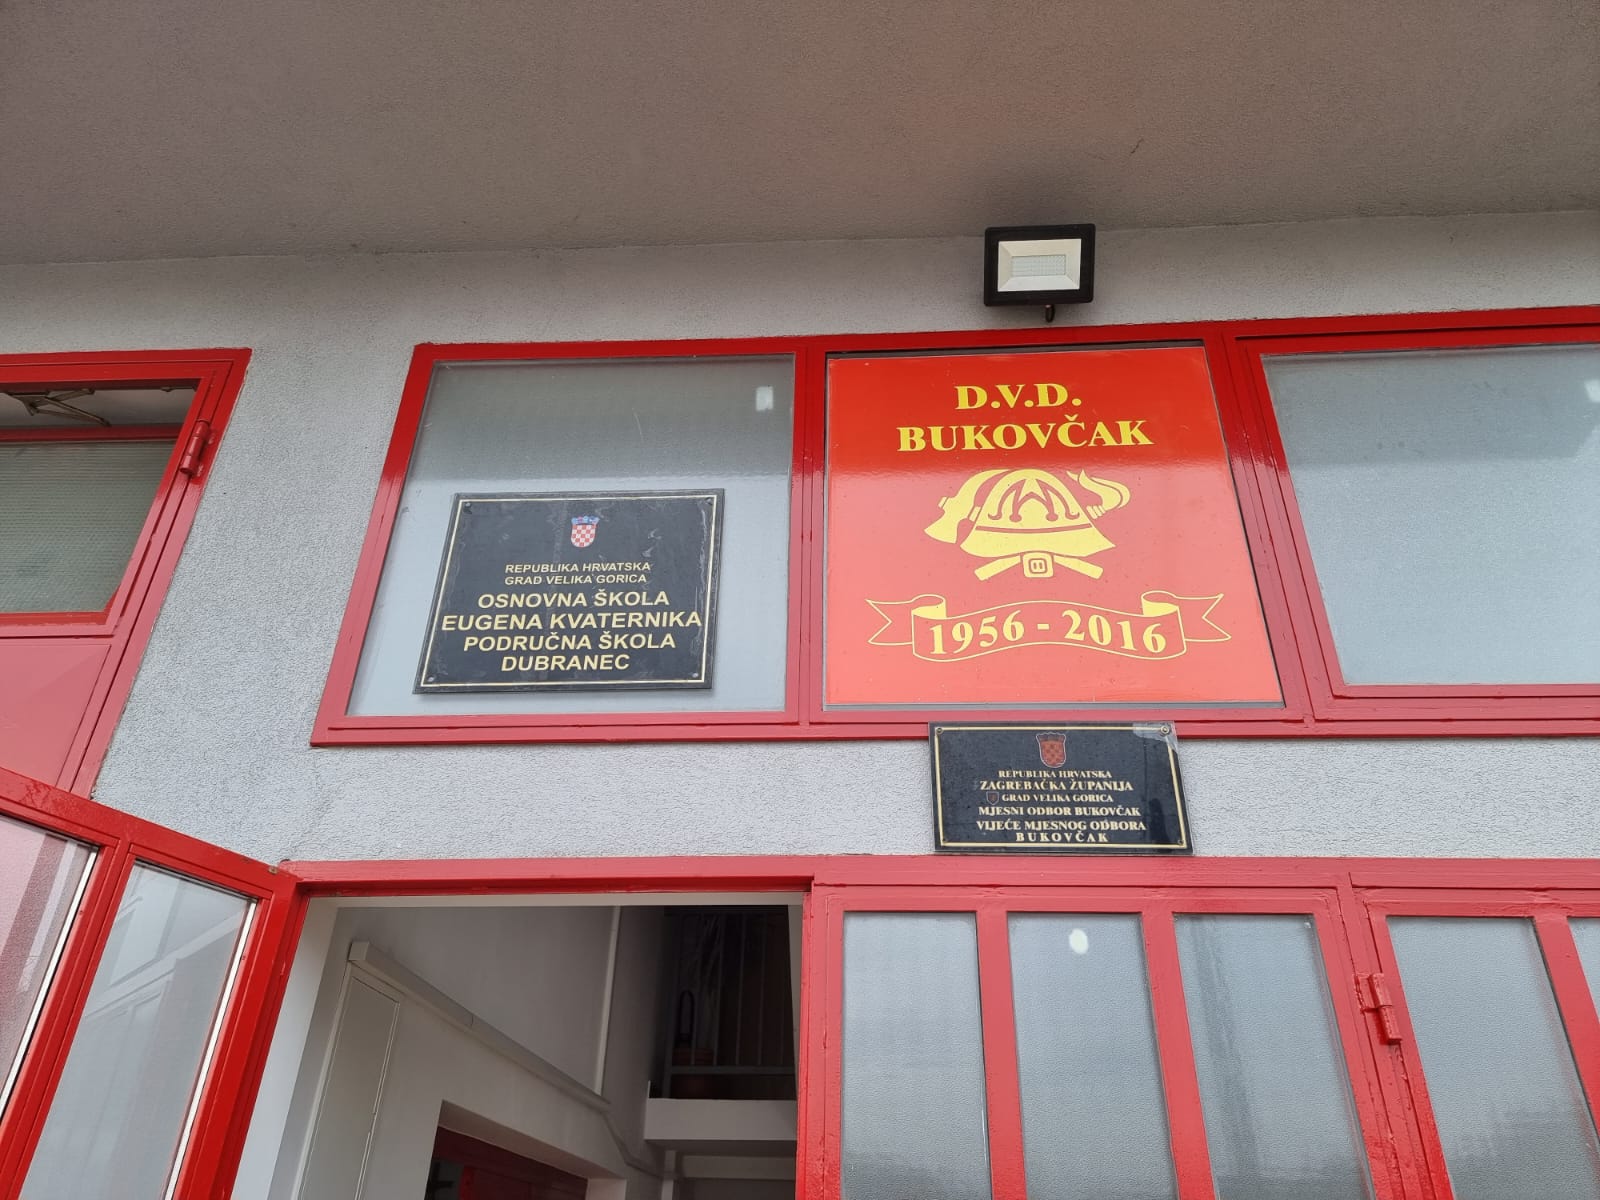 D.V.D.
BUKOVČAK
1956 - 2016
REPUBLIKA HRVATSKA
GRAD VELIKA GORICA
OSNOVNA ŠKOLA
EUGENA KVATERNIKA
PODRUČNA ŠKOLA
DUBRANEC
REPUBLIKA HRVATSKA
ZAGREBAČKA ŽUPANIJA
GRAD VELIKA GORICA
MJESNI ODBOR BUKOVČAK
VIJEĆE MJESNOG ODBORA
BUKOVČAK